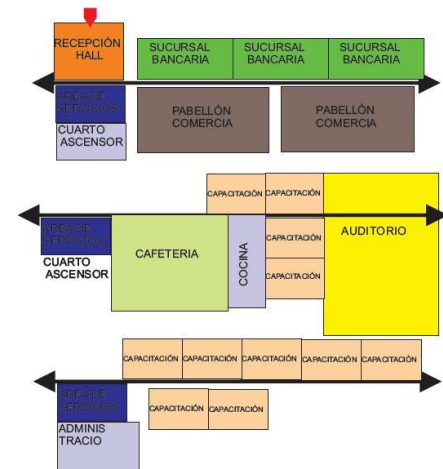 RECEPCIÓN
HALL
SUCURSAL
BANCARIA
SUCURSAL
BANCARIA
SUCURSAL
BANCARIA
AREA DE
SERVICIOS
CUARTO
ASCENSOR
PABELLÓN
COMERCIA
PABELLÓN
COMERCIA
CAPACITACIÓN
CAPACITACIÓN
AREA DE
SERVICIOS
CUARTO
ASCENSOR
CAFETERIA
COCINA
CAPACITACIÓN
CAPACITACIÓN
AUDITORIO
CAPACITACIÓN
CAPACITACIÓN
CAPACITACIÓN
CAPACITACIÓN
CAPACITACIÓN
AREA DE
SERVICIOS
ADMINIS
TRACIO
CAPACITACIÓN
CAPACITACIÓN